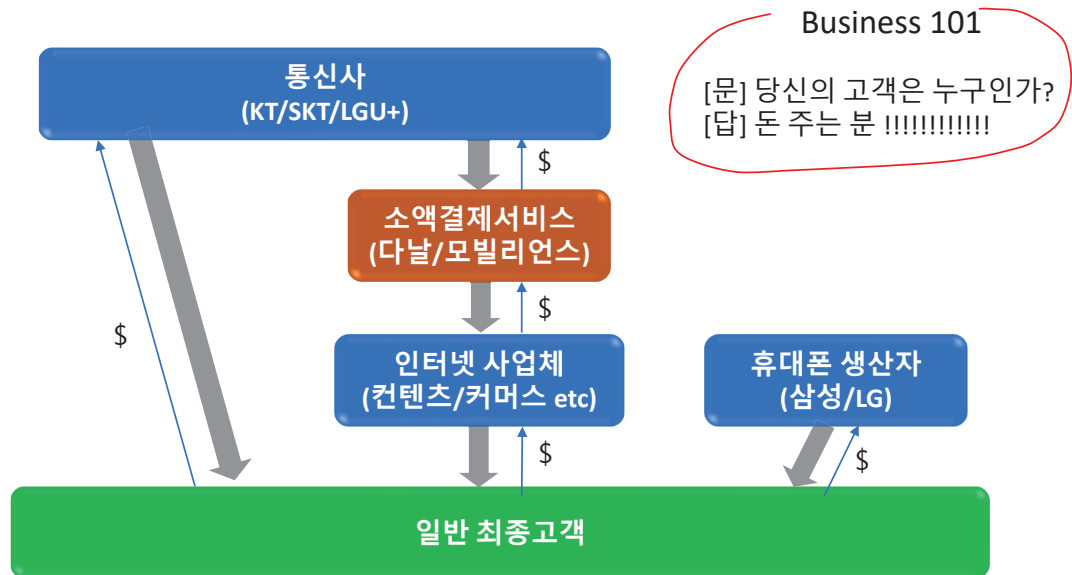 Business 101
[문] 당신의 고객은 누구인가?
[답] 돈 주는 분 !!!!!!!!!!!!
통신사
(KT/SKT/LGU+)
$
소액결제서비스
(다날/모빌리언스)
$
$
인터넷 사업체
(컨텐츠/커머스 etc)
휴대폰 생산자
(삼성/LG)
$
$
일반 최종고객